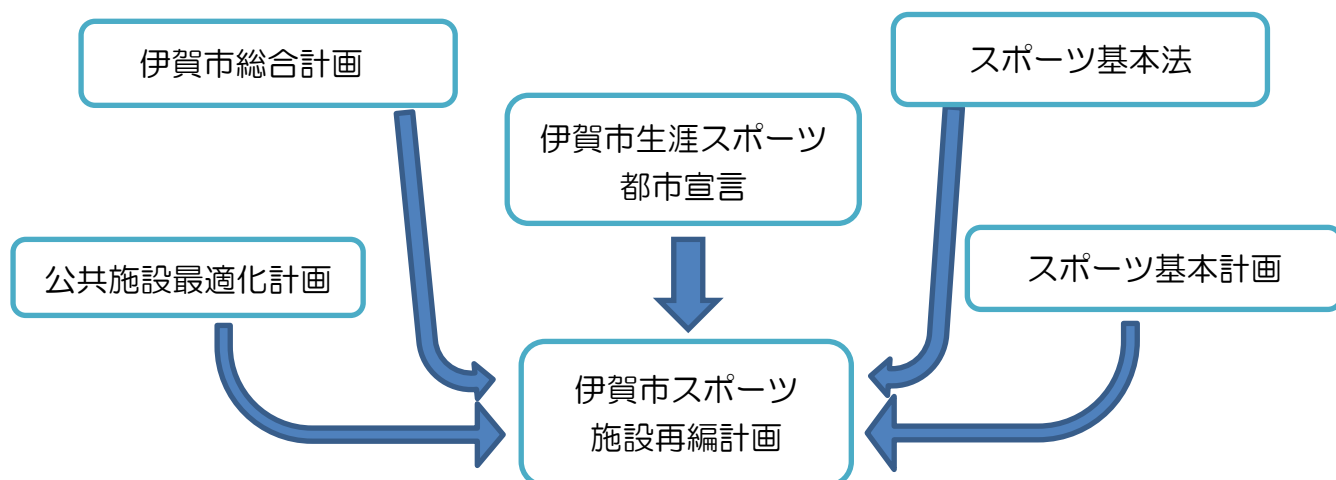 伊賀市総合計画
スポーツ基本法
伊賀市生涯スポーツ
都市宣言
公共施設最適化計画
スポーツ基本計画
伊賀市スポーツ
施設再編計画